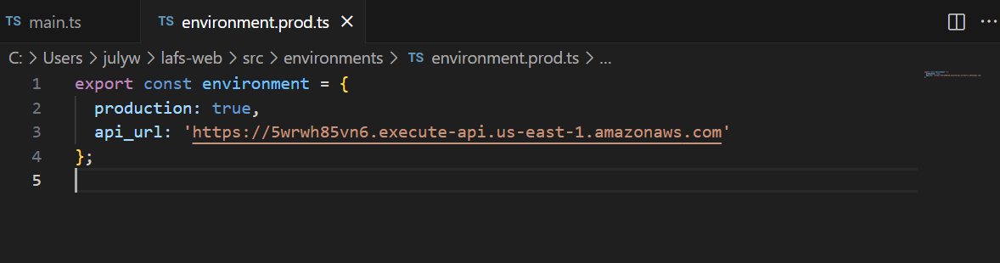 TS main.ts TS environment.prod.ts ×
C: > Users > julyw > lafs-web > src > environments > TS environment.prod.ts > ...
1 export const environment = {
2   production: true,
3   api_url: 'https://5wrwh85vn6.execute-api.us-east-1.amazonaws.com'
4 };
5